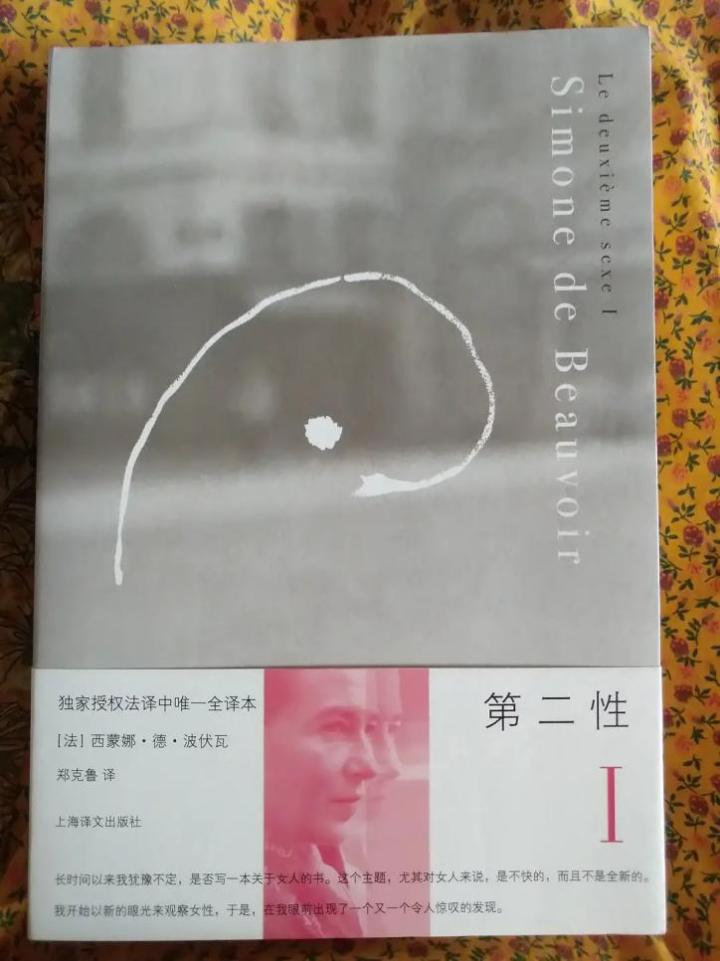 Le deuxième sexe I
Simone de Beauvoir
独家授权法译中唯一全译本
[法] 西蒙娜·德·波伏瓦
郑克鲁 译
上海译文出版社
第二性
I
长时间以来我犹豫不定，是否写一本关于女人的书。这个主题，尤其对女人来说，是不快的，而且不是全新的。
我开始以新的眼光来观察女性，于是，在我眼前出现了一个又一个令人惊叹的发现。